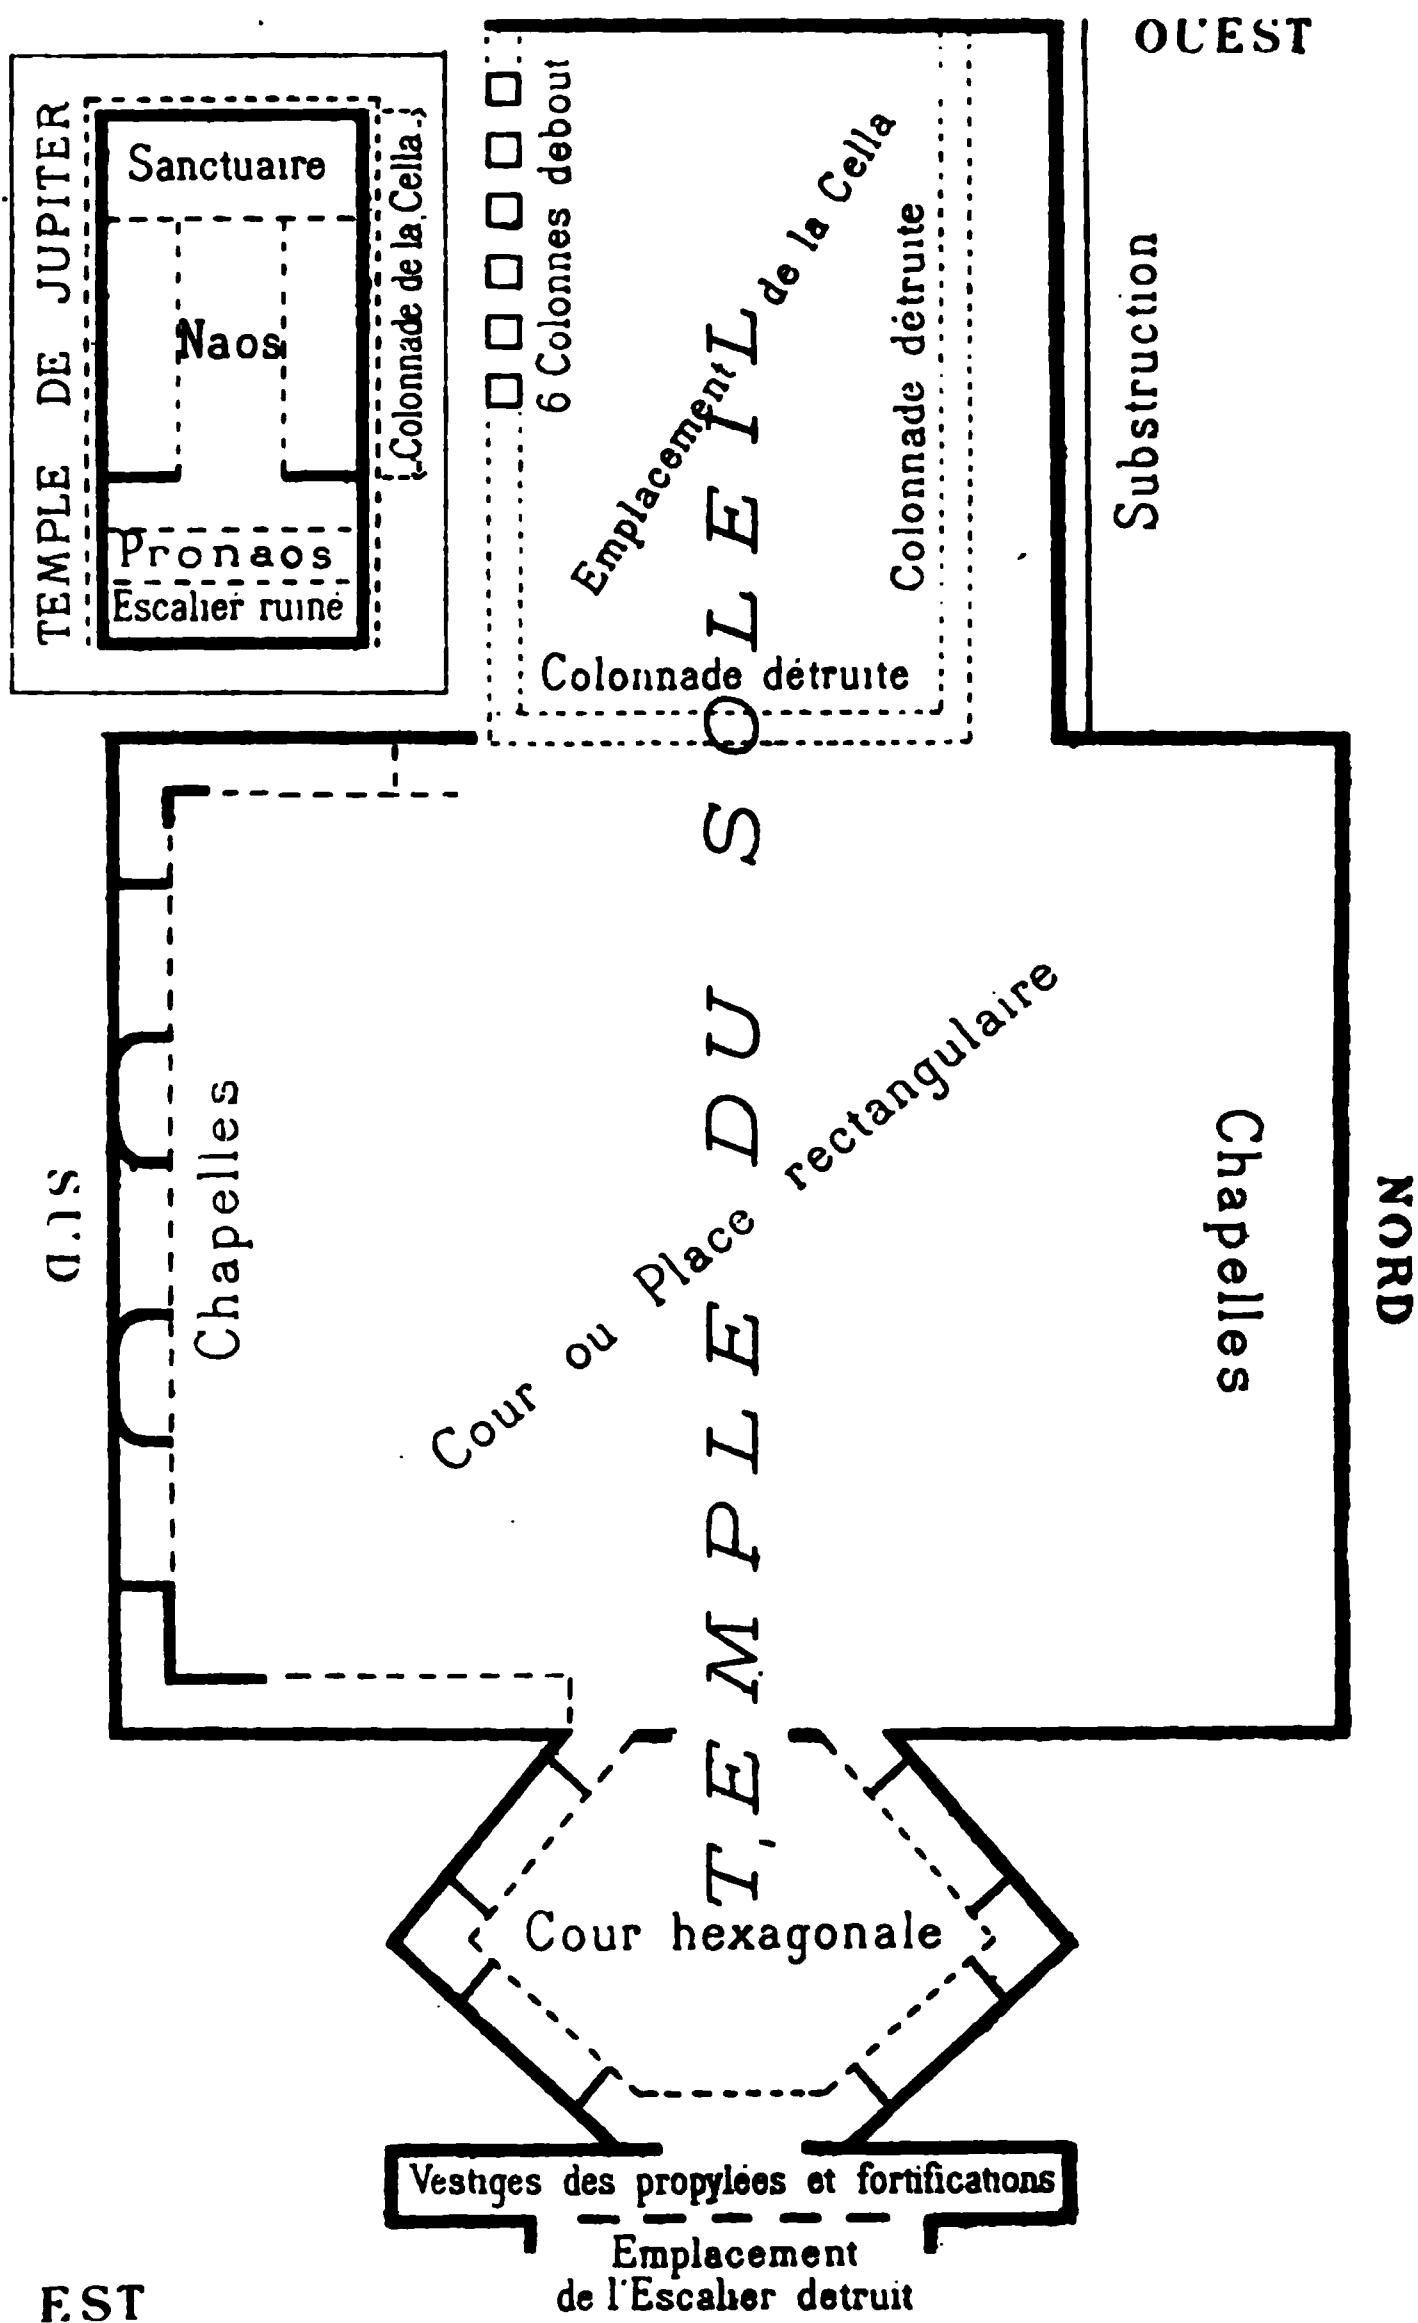 OUEST
TEMPLE DE JUPITER
Sanctuaire
Naos
Pronaos
Escalier ruiné
Colonnade de la Cella
6 Colonnes debout
Emplacement de la Cella
Colonnade détruite
Colonnade détruite
Substruction
TEMPLE DU SOLEIL
Cour ou Place rectangulaire
Chapelles
Chapelles
SUD
NORD
Cour hexagonale
Vestiges des propylées et fortifications
Emplacement
de l'Escalier detruit
EST